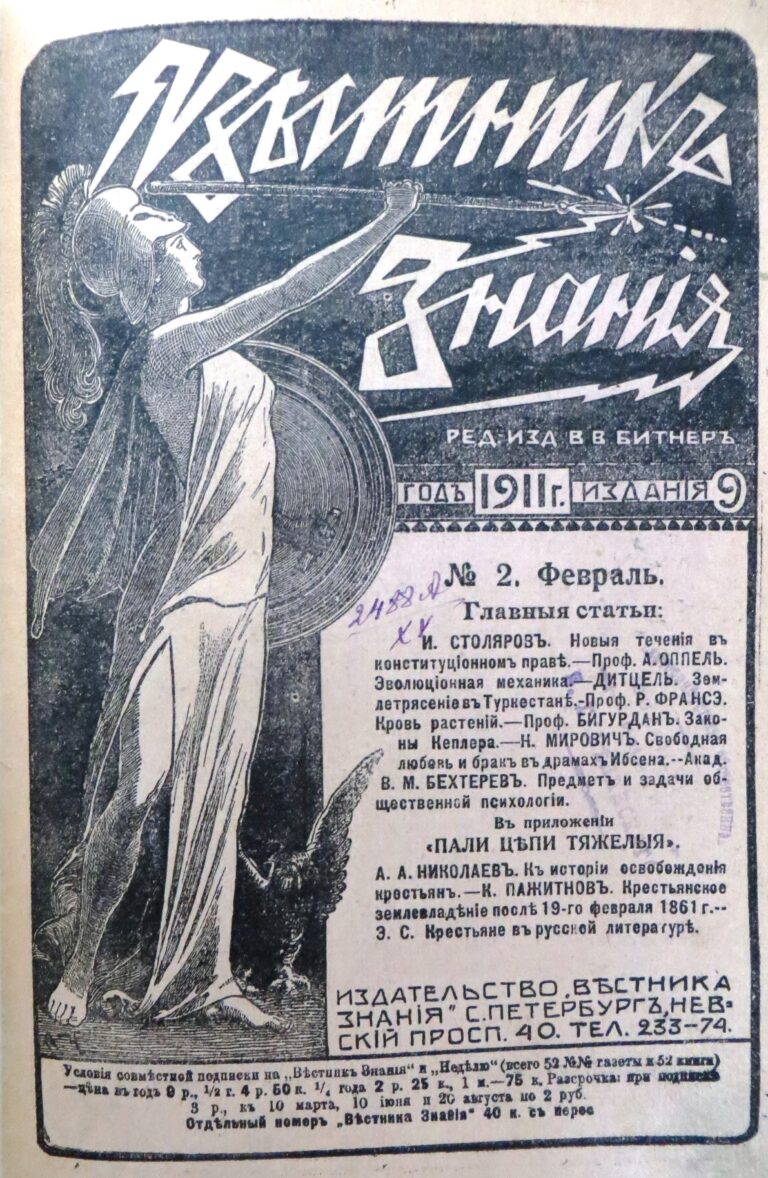 Вѣстникъ
Знанія
РЕД-ИЗД В В БИТНЕРЪ
ГОДЪ 1911 г. ИЗДАНІЯ 9
№ 2. Февраль.
2488 А
XX
Главныя статьи:
И. СТОЛЯРОВЪ. Новыя теченія въ
конституціонномъ правѣ.—Проф. А. ОППЕЛЬ.
Эволюціонная механика.—ДИТЦЕЛЬ. Зем-
летрясеніе въ Туркестанѣ.-Проф. Р. ФРАНСЭ.
Кровь растеній.—Проф. БИГУРДАНЪ. Зако-
ны Кеплера.—Н. МИРОВИЧЪ. Свободная
любовь и бракъ въ драмахъ Ибсена.--Акад.
В. М. БЕХТЕРЕВЪ. Предметъ и задачи об-
щественной психологіи.
Въ приложеніи
«ПАЛИ ЦѢПИ ТЯЖЕЛЫЯ».
А. А. НИКОЛАЕВЪ. Къ исторіи освобожденія
крестьянъ.—К. ПАЖИТНОВЪ. Крестьянское
землевладѣніе послѣ 19-го февраля 1861 г.--
Э. С. Крестьяне въ русской литературѣ.
ИЗДАТЕЛЬСТВО „ВѢСТНИКА
ЗНАНІЯ" С. ПЕТЕРБУРГЪ, НЕВ-
СКІЙ ПРОСП. 40. ТЕЛ. 233-74.
Условія совмѣстной подписки на „Вѣстникъ Знанія" и „Недѣлю" (всего 52 №№ газеты и 52 книги)
—цѣна въ годъ 9 р., 1/2 г. 4 р. 50 к. 1/4 года 2 р. 25 к., 1 м.—75 к. Разсрочка: при подпискѣ
3 р., къ 10 марта, 10 іюня и 20 августа по 2 руб.
Отдѣльный номеръ „Вѣстника Знанія" 40 к. съ перес